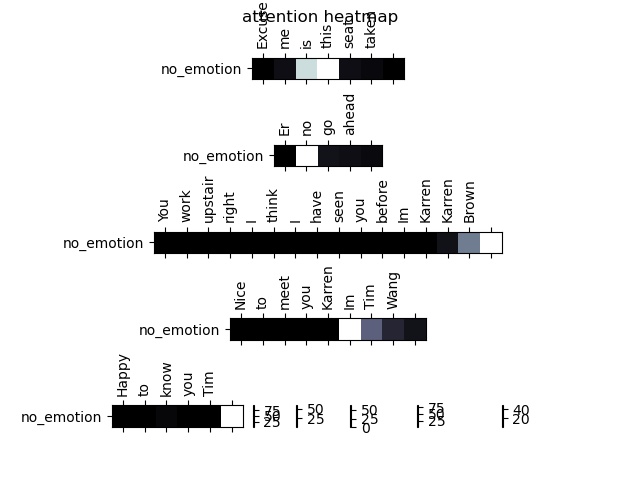 attention heatmap
Excuse me is this seat taken
no_emotion
Er no go ahead
no_emotion
You work upstair right I think I have seen you before Im Karren Karren Brown
no_emotion
Nice to meet you Karren Im Tim Wang
no_emotion
Happy to know you Tim
no_emotion
75 50 25
50 25
50 25 0
75 50 25
40 20